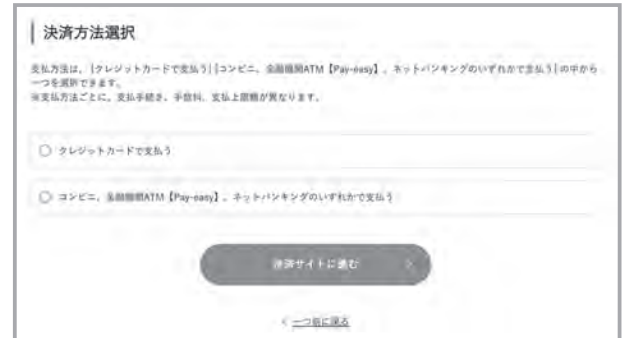 決済方法選択
支払方法は、[クレジットカードで支払う] [コンビニ、金融機関ATM【Pay-easy】、ネットバンキングのいずれかで支払う] の中から
一つを選択できます。
※支払方法ごとに、支払手続き、手数料、支払上限額が異なります。
クレジットカードで支払う
コンビニ、金融機関ATM【Pay-easy】、ネットバンキングのいずれかで支払う
決済サイトに進む >
< 一つ前に戻る